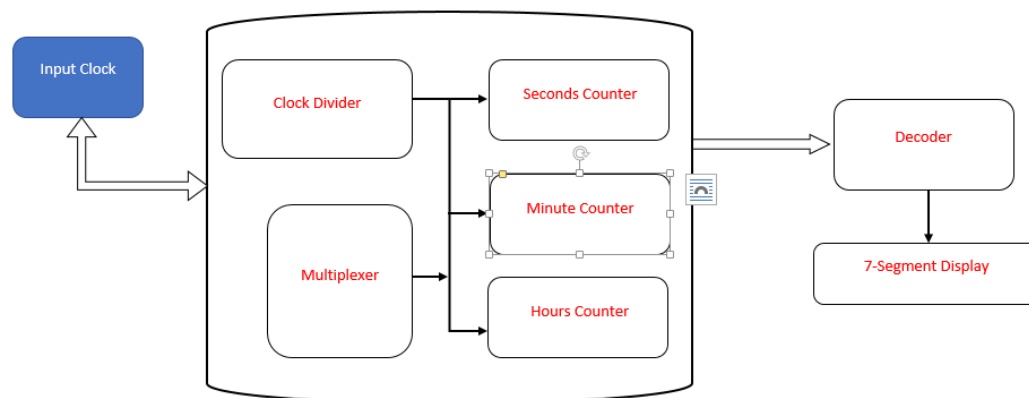 Input Clock
Clock Divider
Seconds Counter
Decoder
Minute Counter
Multiplexer
7-Segment Display
Hours Counter